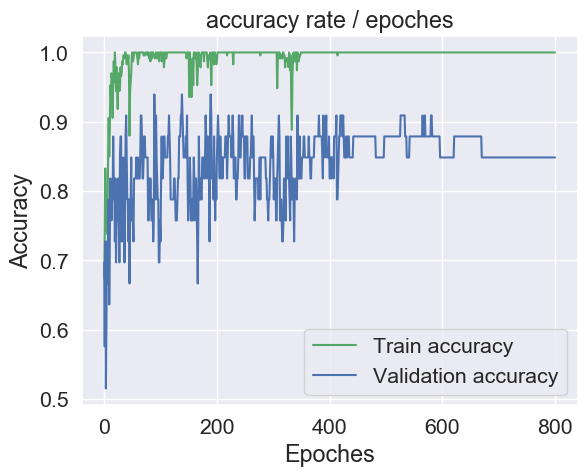 accuracy rate / epoches
1.0
0.9
0.8
0.7
0.6
0.5
Accuracy
Train accuracy
Validation accuracy
0
200
400
600
800
Epoches